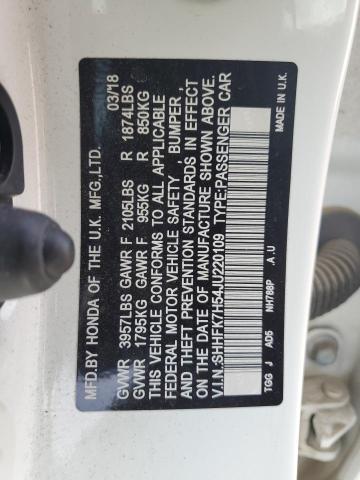 MFD.BY HONDA OF THE U.K. MFG.,LTD. 03/18
GVWR 3957LBS GAWR F 2105LBS R 1874LBS
GVWR 1795KG GAWR F 955KG R 850KG
THIS VEHICLE CONFORMS TO ALL APPLICABLE
FEDERAL MOTOR VEHICLE SAFETY , BUMPER ,
& THEFT PREVENTION STANDARDS IN EFFECT
ON THE DATE OF MANUFACTURE SHOWN ABOVE.
V.I.N.SHHFK7H54JU220109 TYPE:PASSENGER CAR
TGG J AD5 NH788P .A .U MADE IN U.K.